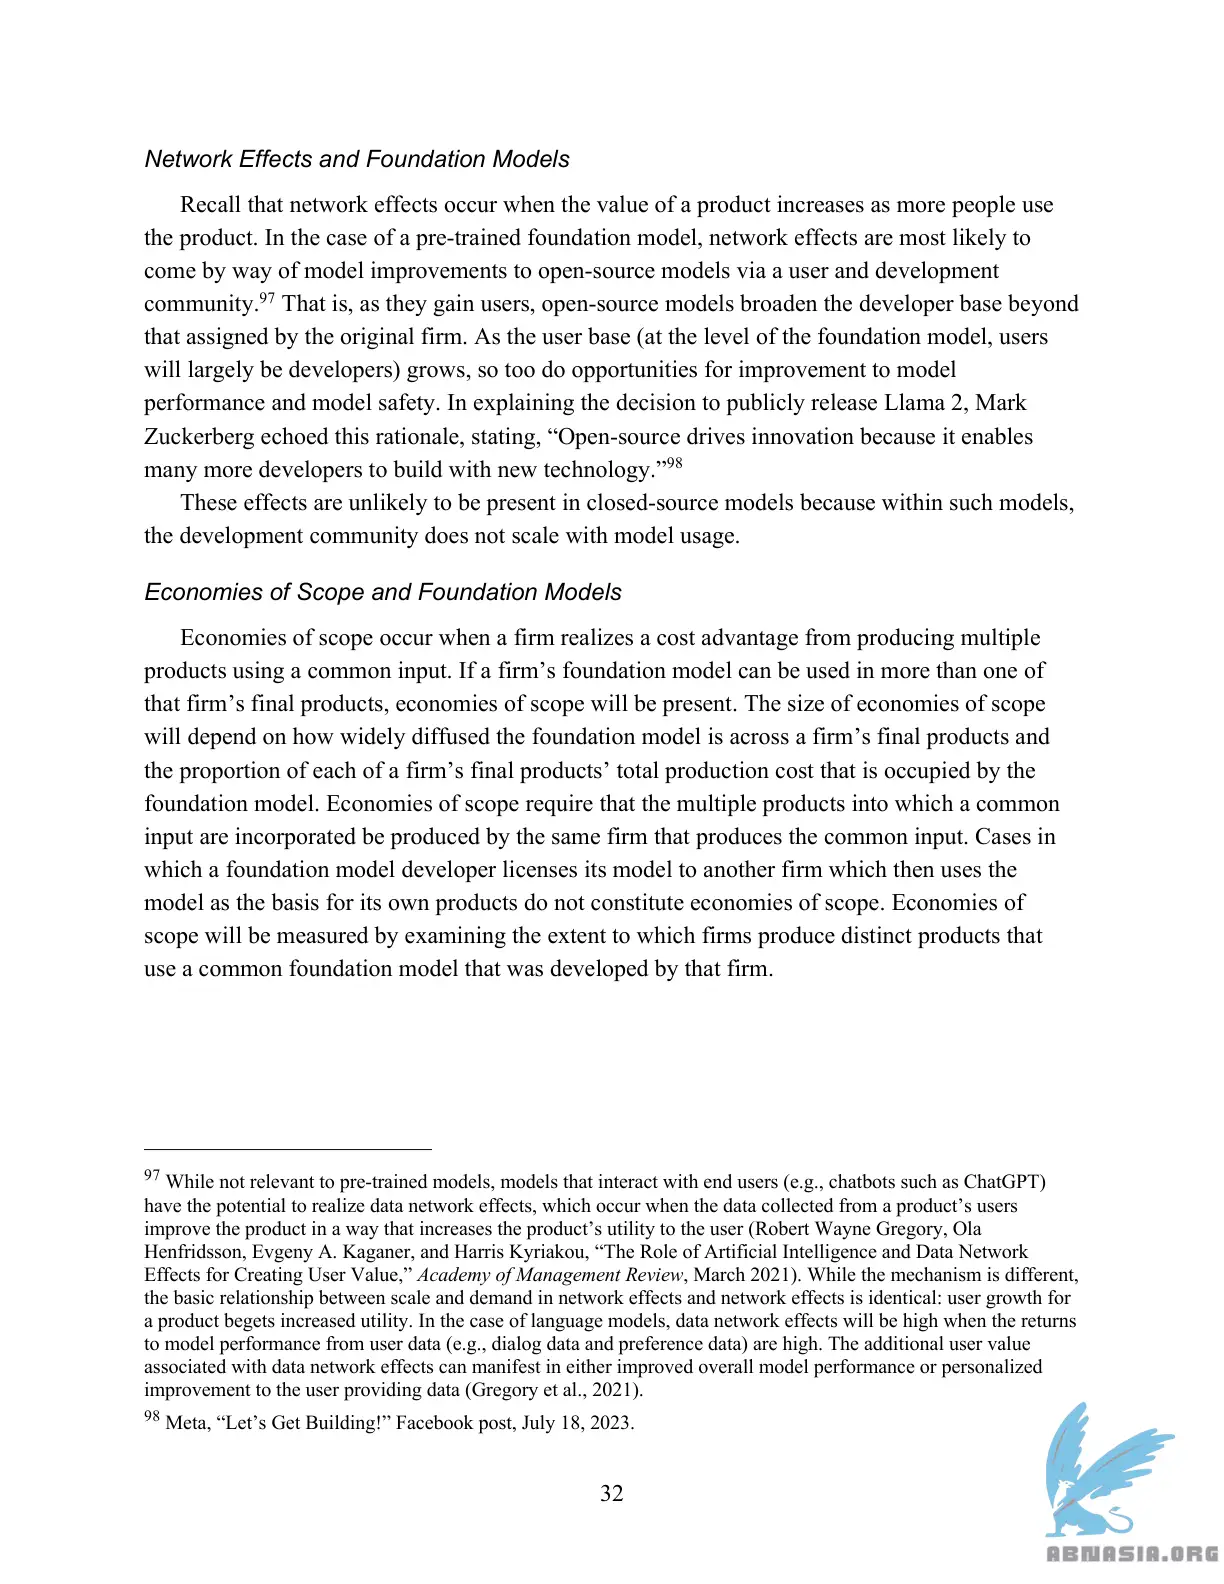 Network Effects and Foundation Models
Recall that network effects occur when the value of a product increases as more people use
the product. In the case of a pre-trained foundation model, network effects are most likely to
come by way of model improvements to open-source models via a user and development
community.97 That is, as they gain users, open-source models broaden the developer base beyond
that assigned by the original firm. As the user base (at the level of the foundation model, users
will largely be developers) grows, so too do opportunities for improvement to model
performance and model safety. In explaining the decision to publicly release Llama 2, Mark
Zuckerberg echoed this rationale, stating, “Open-source drives innovation because it enables
many more developers to build with new technology.”98
These effects are unlikely to be present in closed-source models because within such models,
the development community does not scale with model usage.
Economies of Scope and Foundation Models
Economies of scope occur when a firm realizes a cost advantage from producing multiple
products using a common input. If a firm’s foundation model can be used in more than one of
that firm’s final products, economies of scope will be present. The size of economies of scope
will depend on how widely diffused the foundation model is across a firm’s final products and
the proportion of each of a firm’s final products’ total production cost that is occupied by the
foundation model. Economies of scope require that the multiple products into which a common
input are incorporated be produced by the same firm that produces the common input. Cases in
which a foundation model developer licenses its model to another firm which then uses the
model as the basis for its own products do not constitute economies of scope. Economies of
scope will be measured by examining the extent to which firms produce distinct products that
use a common foundation model that was developed by that firm.
97 While not relevant to pre-trained models, models that interact with end users (e.g., chatbots such as ChatGPT)
have the potential to realize data network effects, which occur when the data collected from a product’s users
improve the product in a way that increases the product’s utility to the user (Robert Wayne Gregory, Ola
Henfridsson, Evgeny A. Kaganer, and Harris Kyriakou, “The Role of Artificial Intelligence and Data Network
Effects for Creating User Value,” Academy of Management Review, March 2021). While the mechanism is different,
the basic relationship between scale and demand in network effects and network effects is identical: user growth for
a product begets increased utility. In the case of language models, data network effects will be high when the returns
to model performance from user data (e.g., dialog data and preference data) are high. The additional user value
associated with data network effects can manifest in either improved overall model performance or personalized
improvement to the user providing data (Gregory et al., 2021).
98 Meta, “Let’s Get Building!” Facebook post, July 18, 2023.
32
ABNASIA.ORG